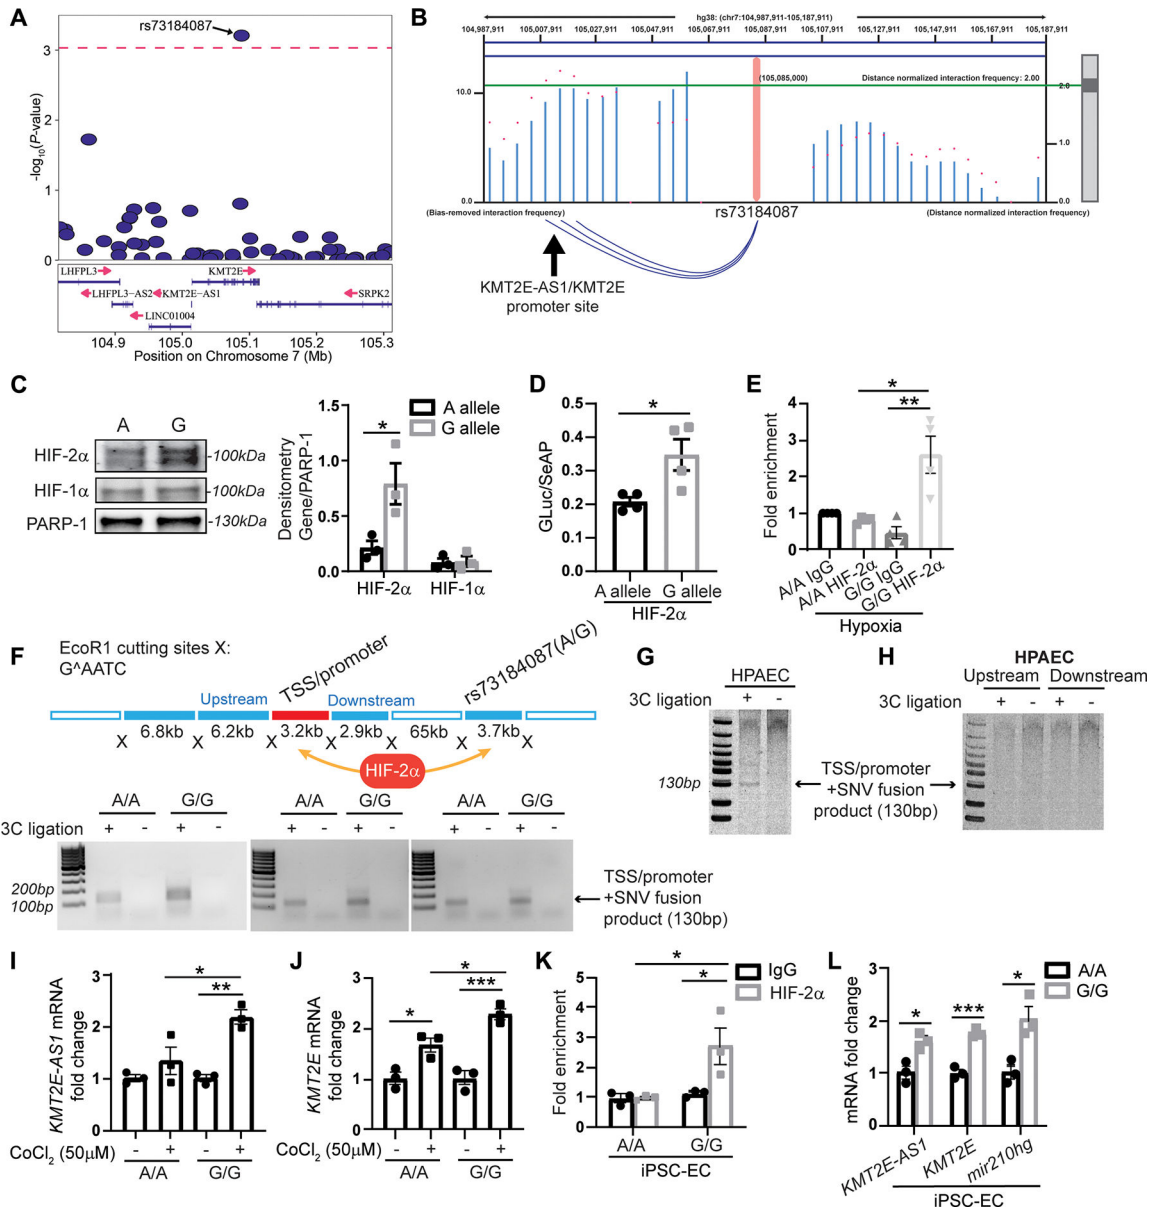 A
rs73184087
3
2
1
0
-log10(P-value)
LHFPL3
KMT2E
LHFPL3-AS2
KMT2E-AS1
SRPK2
LINC01004
104.9
105.0
105.1
105.2
105.3
Position on Chromosome 7 (Mb)
B
hg38: (chr7:104,987,911-105,187,911)
104,987,911
105,007,911
105,027,911
105,047,911
105,067,911
105,087,911
105,107,911
105,127,911
105,147,911
105,167,911
105,187,911
(105,085,000)
Distance normalized interaction frequency: 2.00
10.0
0.0
2.0
1.0
0.0
(Bias-removed interaction frequency)
rs73184087
(Distance normalized interaction frequency)
KMT2E-AS1/KMT2E
promoter site
C
A G
HIF-2α
-100kDa
HIF-1α
-100kDa
PARP-1
-130kDa
Densitometry
Gene/PARP-1
1.5
1.0
0.5
0.0
*
A allele
G allele
HIF-2α
HIF-1α
D
GLuc/SeAP
0.5
0.4
0.3
0.2
0.1
0.0
*
A allele
G allele
HIF-2α
E
Fold enrichment
4
3
2
1
0
*
**
A/A IgG
A/A HIF-2α
G/G IgG
G/G HIF-2α
Hypoxia
F
EcoR1 cutting sites X:
G^AATC
Upstream
TSS/promoter
Downstream
rs73184087(A/G)
6.8kb
6.2kb
3.2kb
2.9kb
65kb
3.7kb
X X X X X X
HIF-2α
A/A G/G A/A G/G A/A G/G
3C ligation + - + - + - + - + - + -
200bp
100bp
TSS/promoter
+SNV fusion
product (130bp)
G
HPAEC
3C ligation + -
130bp
TSS/promoter
+SNV fusion
product (130bp)
H
HPAEC
Upstream Downstream
3C ligation + - + -
I
KMT2E-AS1 mRNA
fold change
3
2
1
0
*
**
CoCl2 (50μM) - + - +
A/A G/G
J
KMT2E mRNA
fold change
3
2
1
0
*
*
***
CoCl2 (50μM) - + - +
A/A G/G
K
Fold enrichment
5
4
3
2
1
0
*
*
IgG
HIF-2α
A/A G/G
iPSC-EC
L
mRNA fold change
3
2
1
0
*
***
*
A/A
G/G
KMT2E-AS1
KMT2E
mir210hg
iPSC-EC